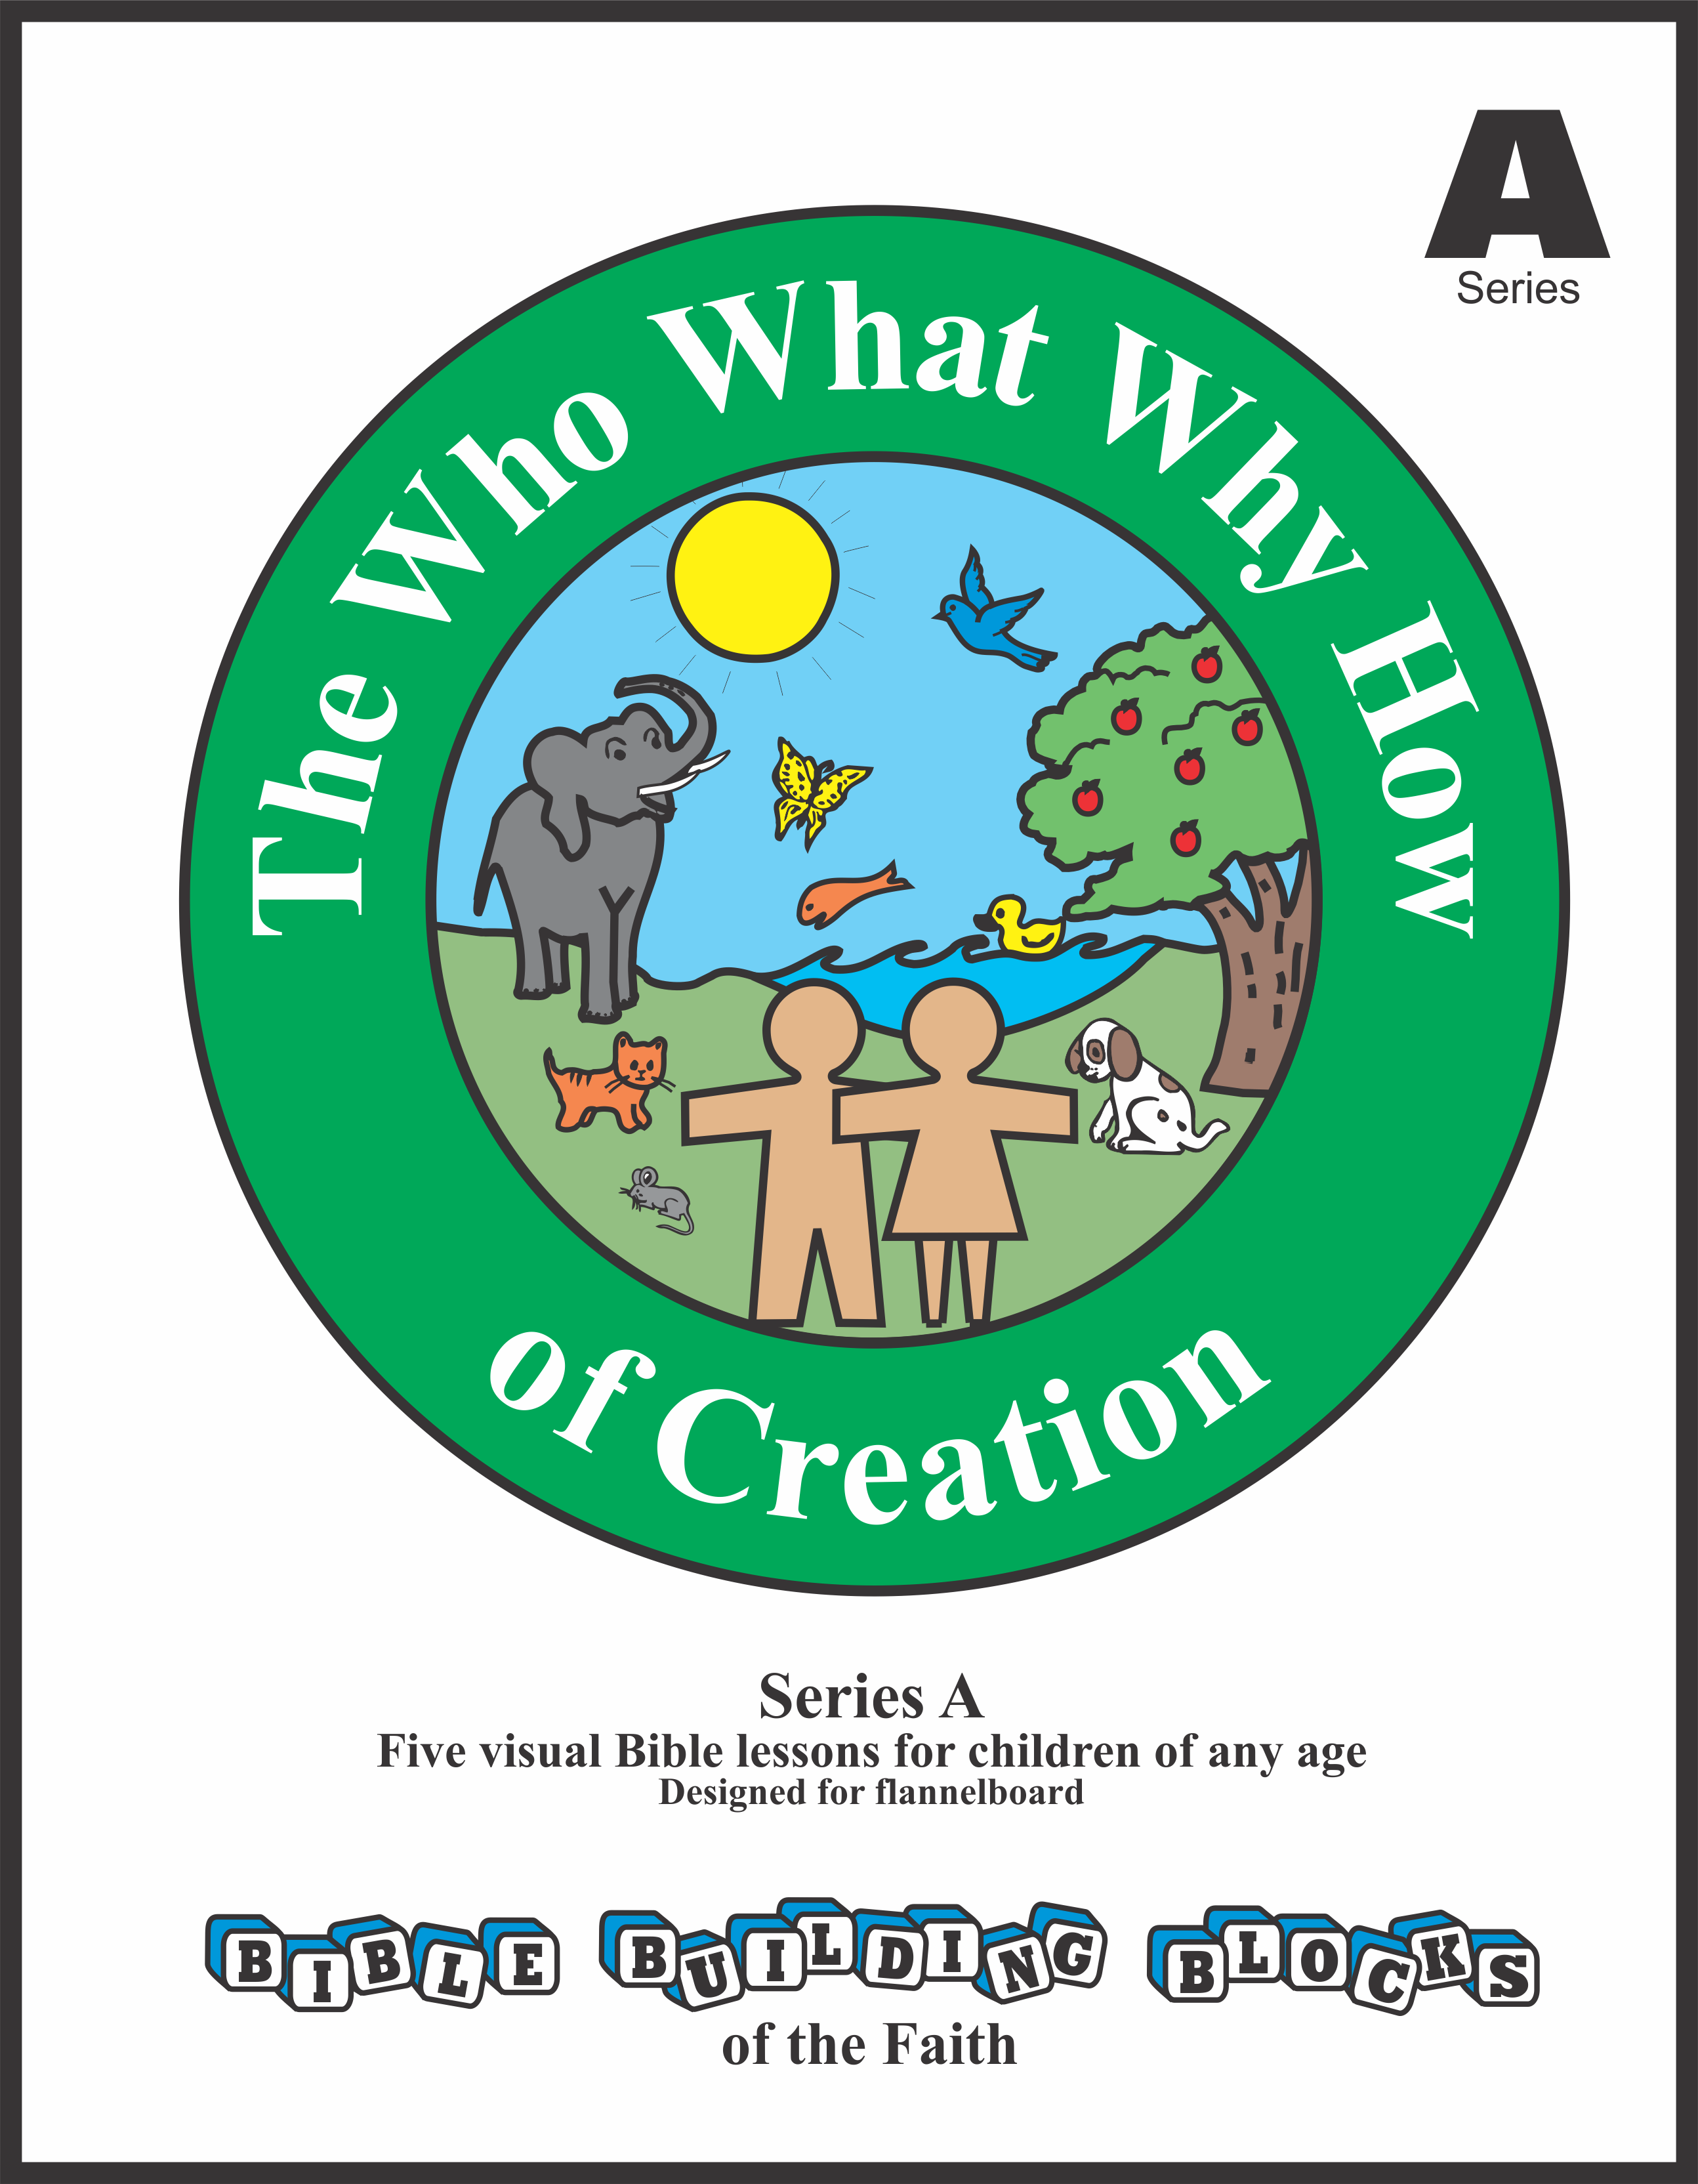 A
Series
The Who What Why How
of Creation
Series A
Five visual Bible lessons for children of any age
Designed for flannelboard
BIBLE BUILDING BLOCKS
of the Faith